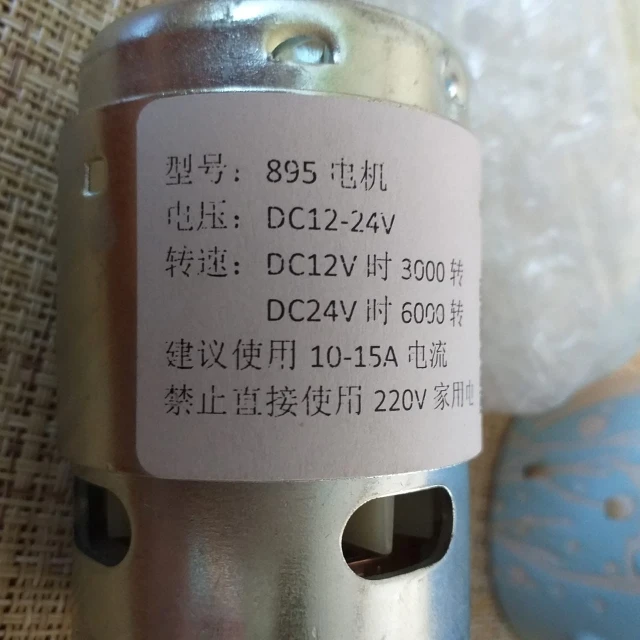 型号：895 电机
电压：DC12-24V
转速：DC12V 时 3000 转
DC24V 时 6000 转
建议使用 10-15A 电流
禁止直接使用 220V 家用电